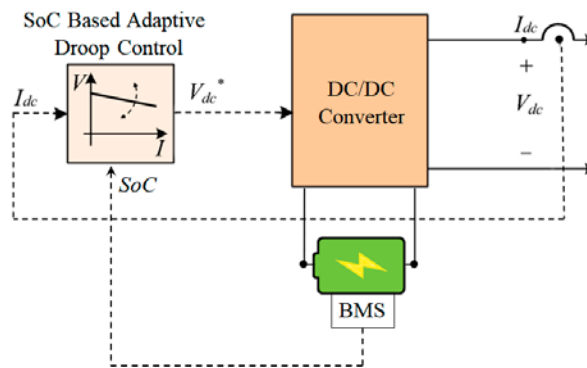 SoC Based Adaptive
Droop Control
I_dc
V
I
V_dc*
SoC
DC/DC
Converter
I_dc
+
V_dc
−
BMS